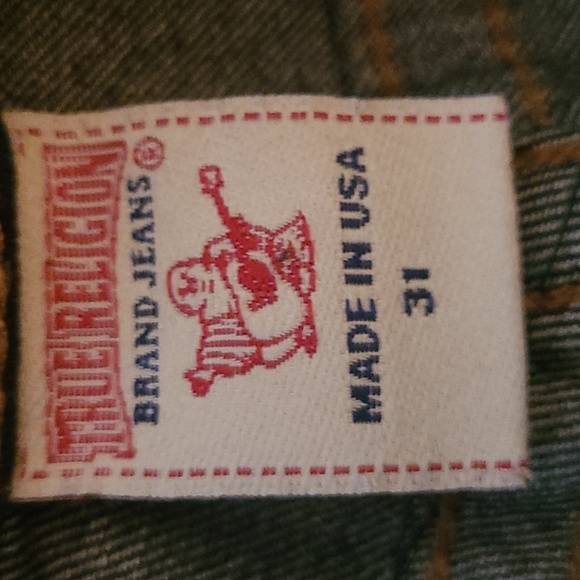 TRUE RELIGION®
BRAND JEANS
MADE IN USA
31